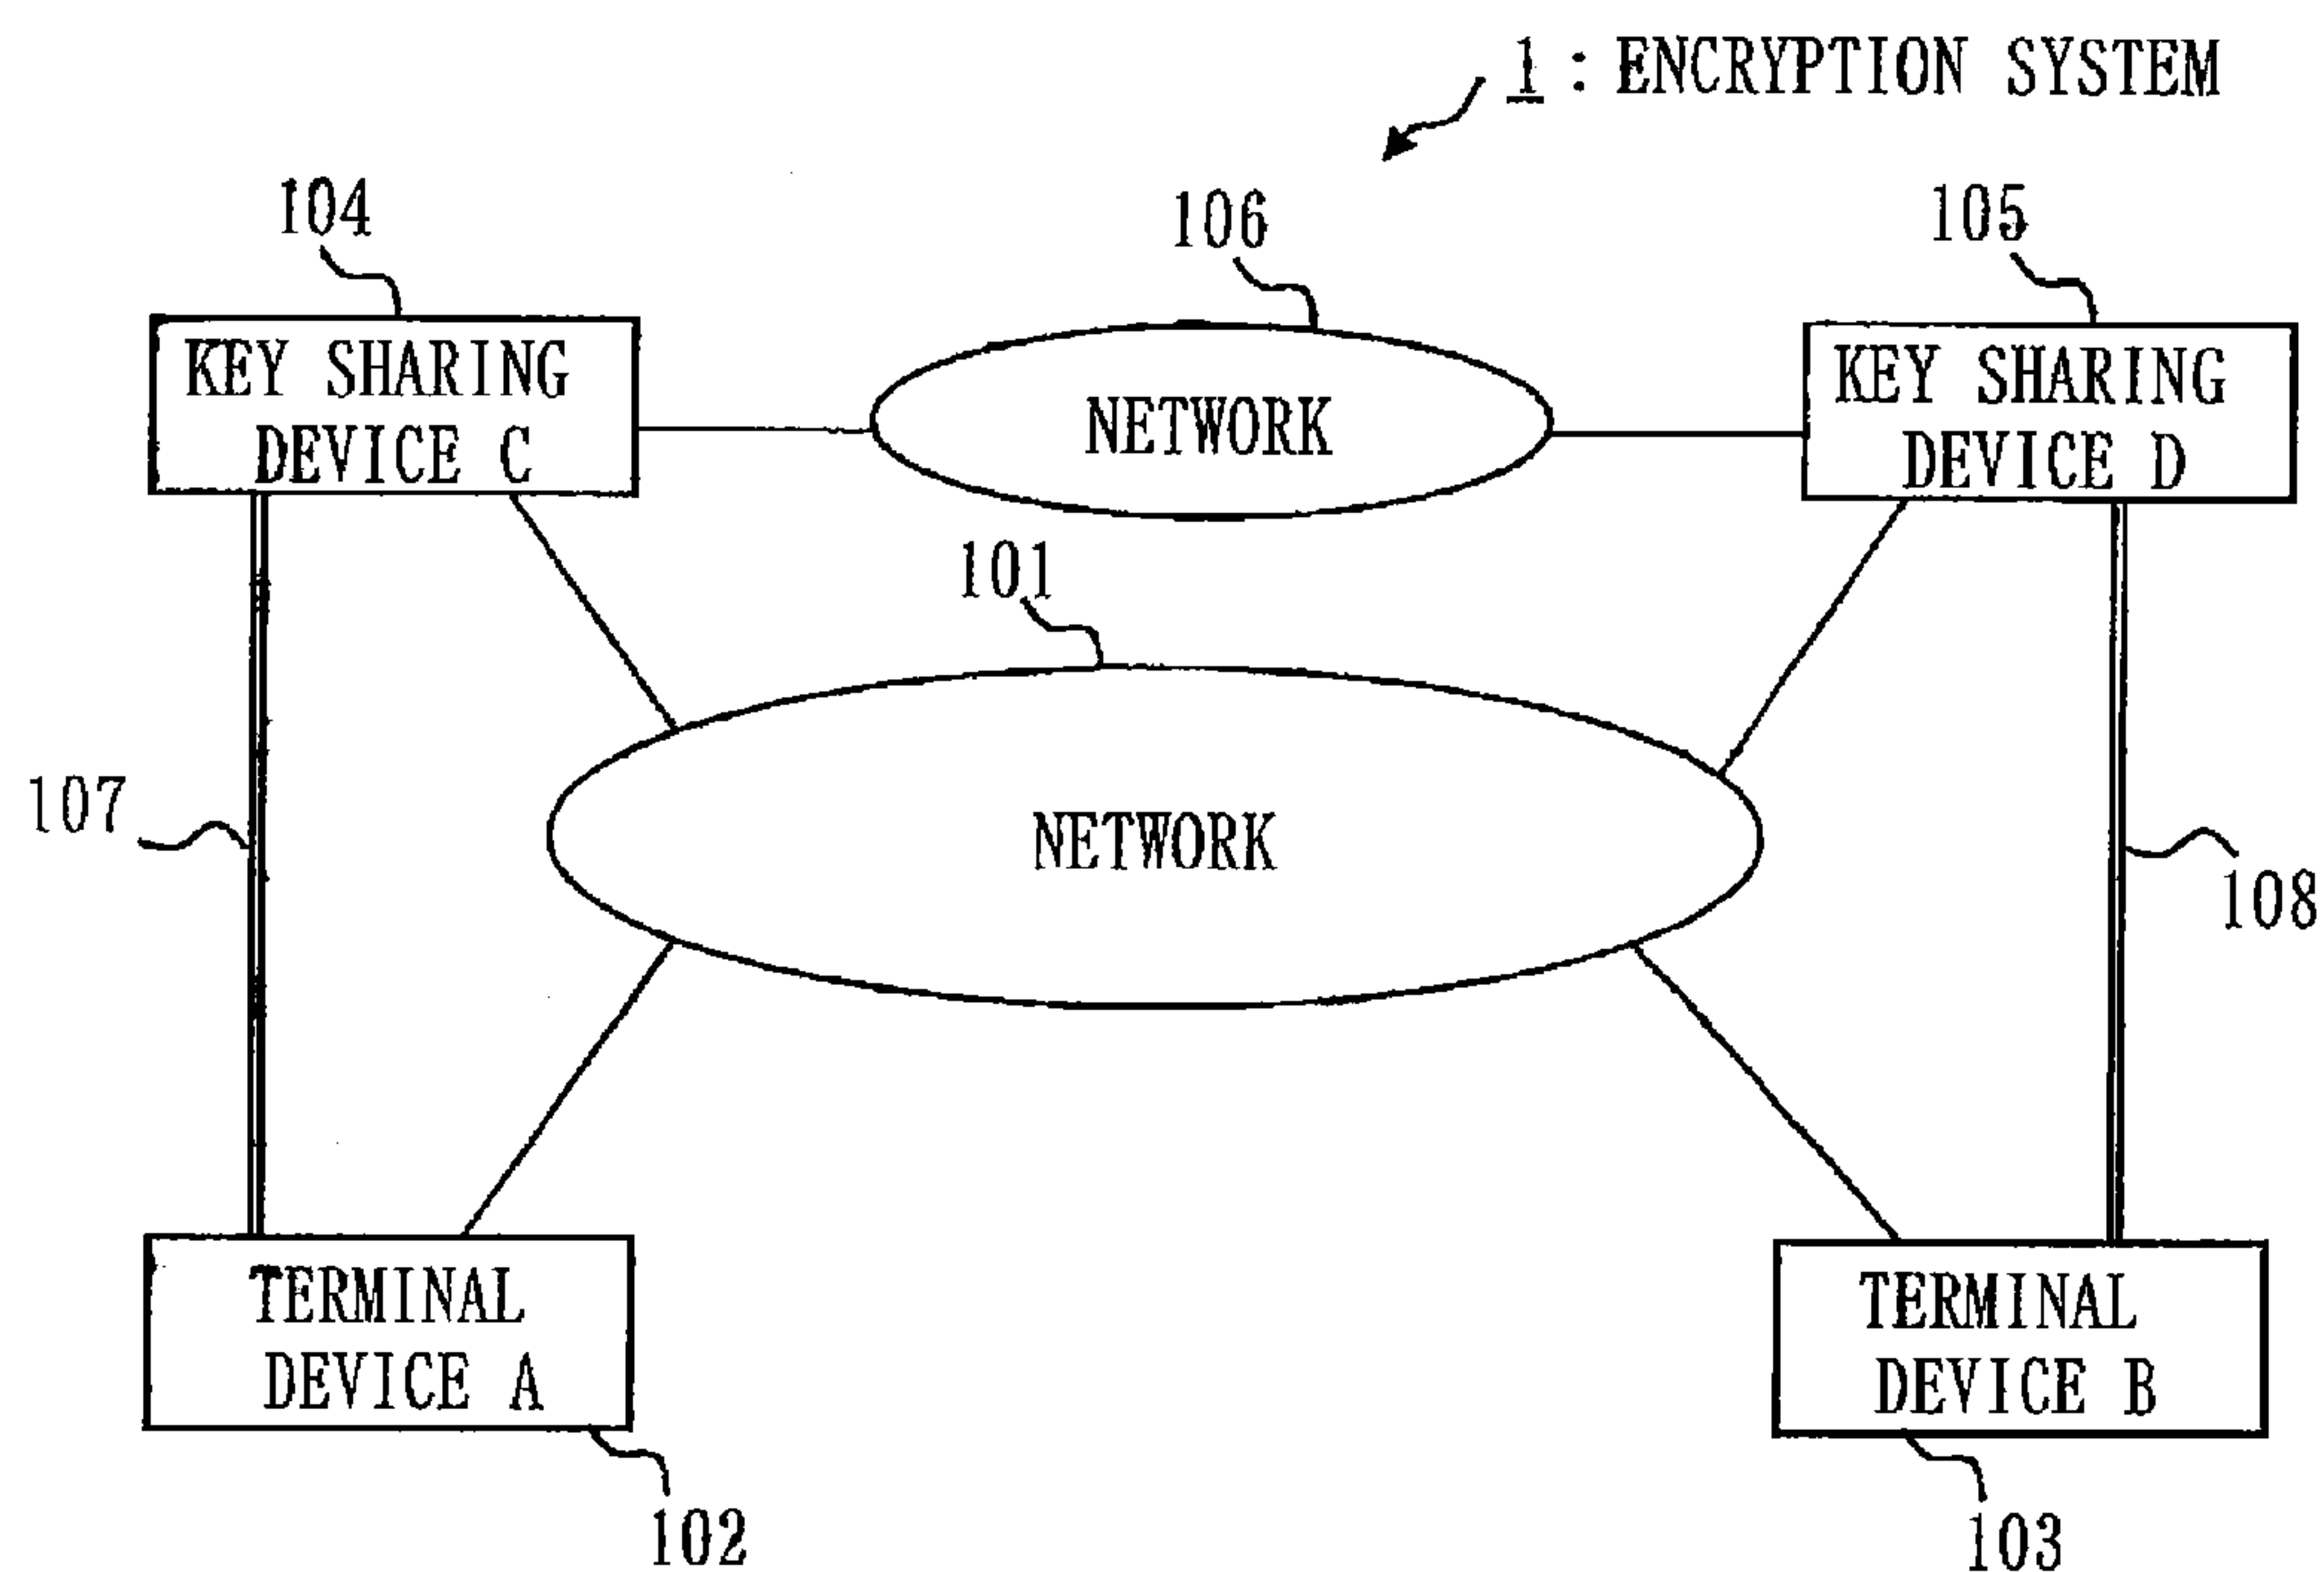 1 : ENCRYPTION SYSTEM
104
106
105
KEY SHARING
DEVICE C
NETWORK
KEY SHARING
DEVICE D
101
107
NETWORK
108
TERMINAL
DEVICE A
TERMINAL
DEVICE B
102
103